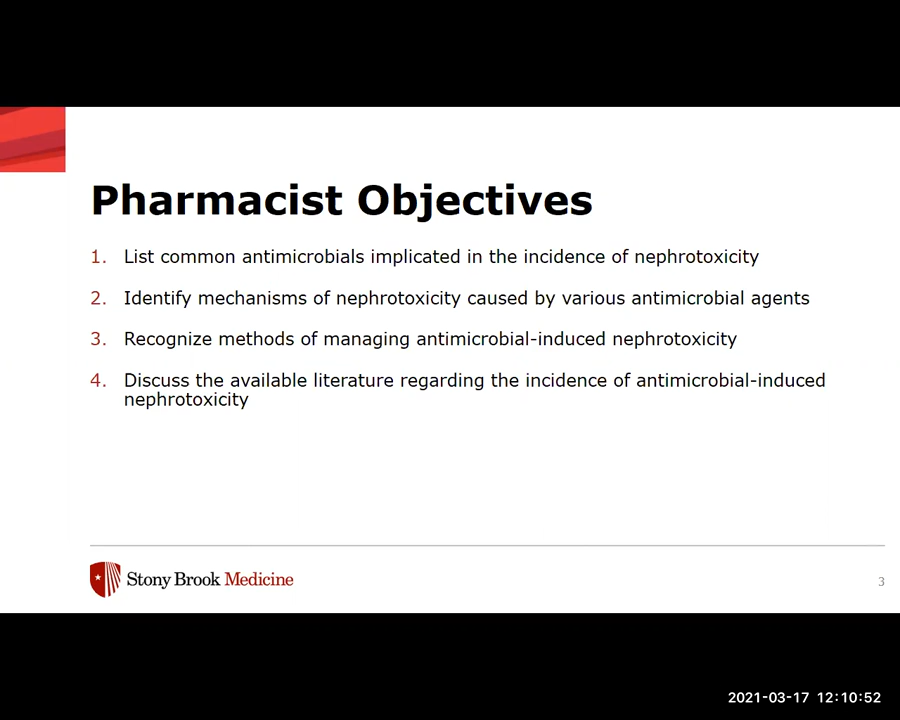 Pharmacist Objectives
1. List common antimicrobials implicated in the incidence of nephrotoxicity
2. Identify mechanisms of nephrotoxicity caused by various antimicrobial agents
3. Recognize methods of managing antimicrobial-induced nephrotoxicity
4. Discuss the available literature regarding the incidence of antimicrobial-induced
nephrotoxicity
Stony Brook Medicine
3
2021-03-17 12:10:52